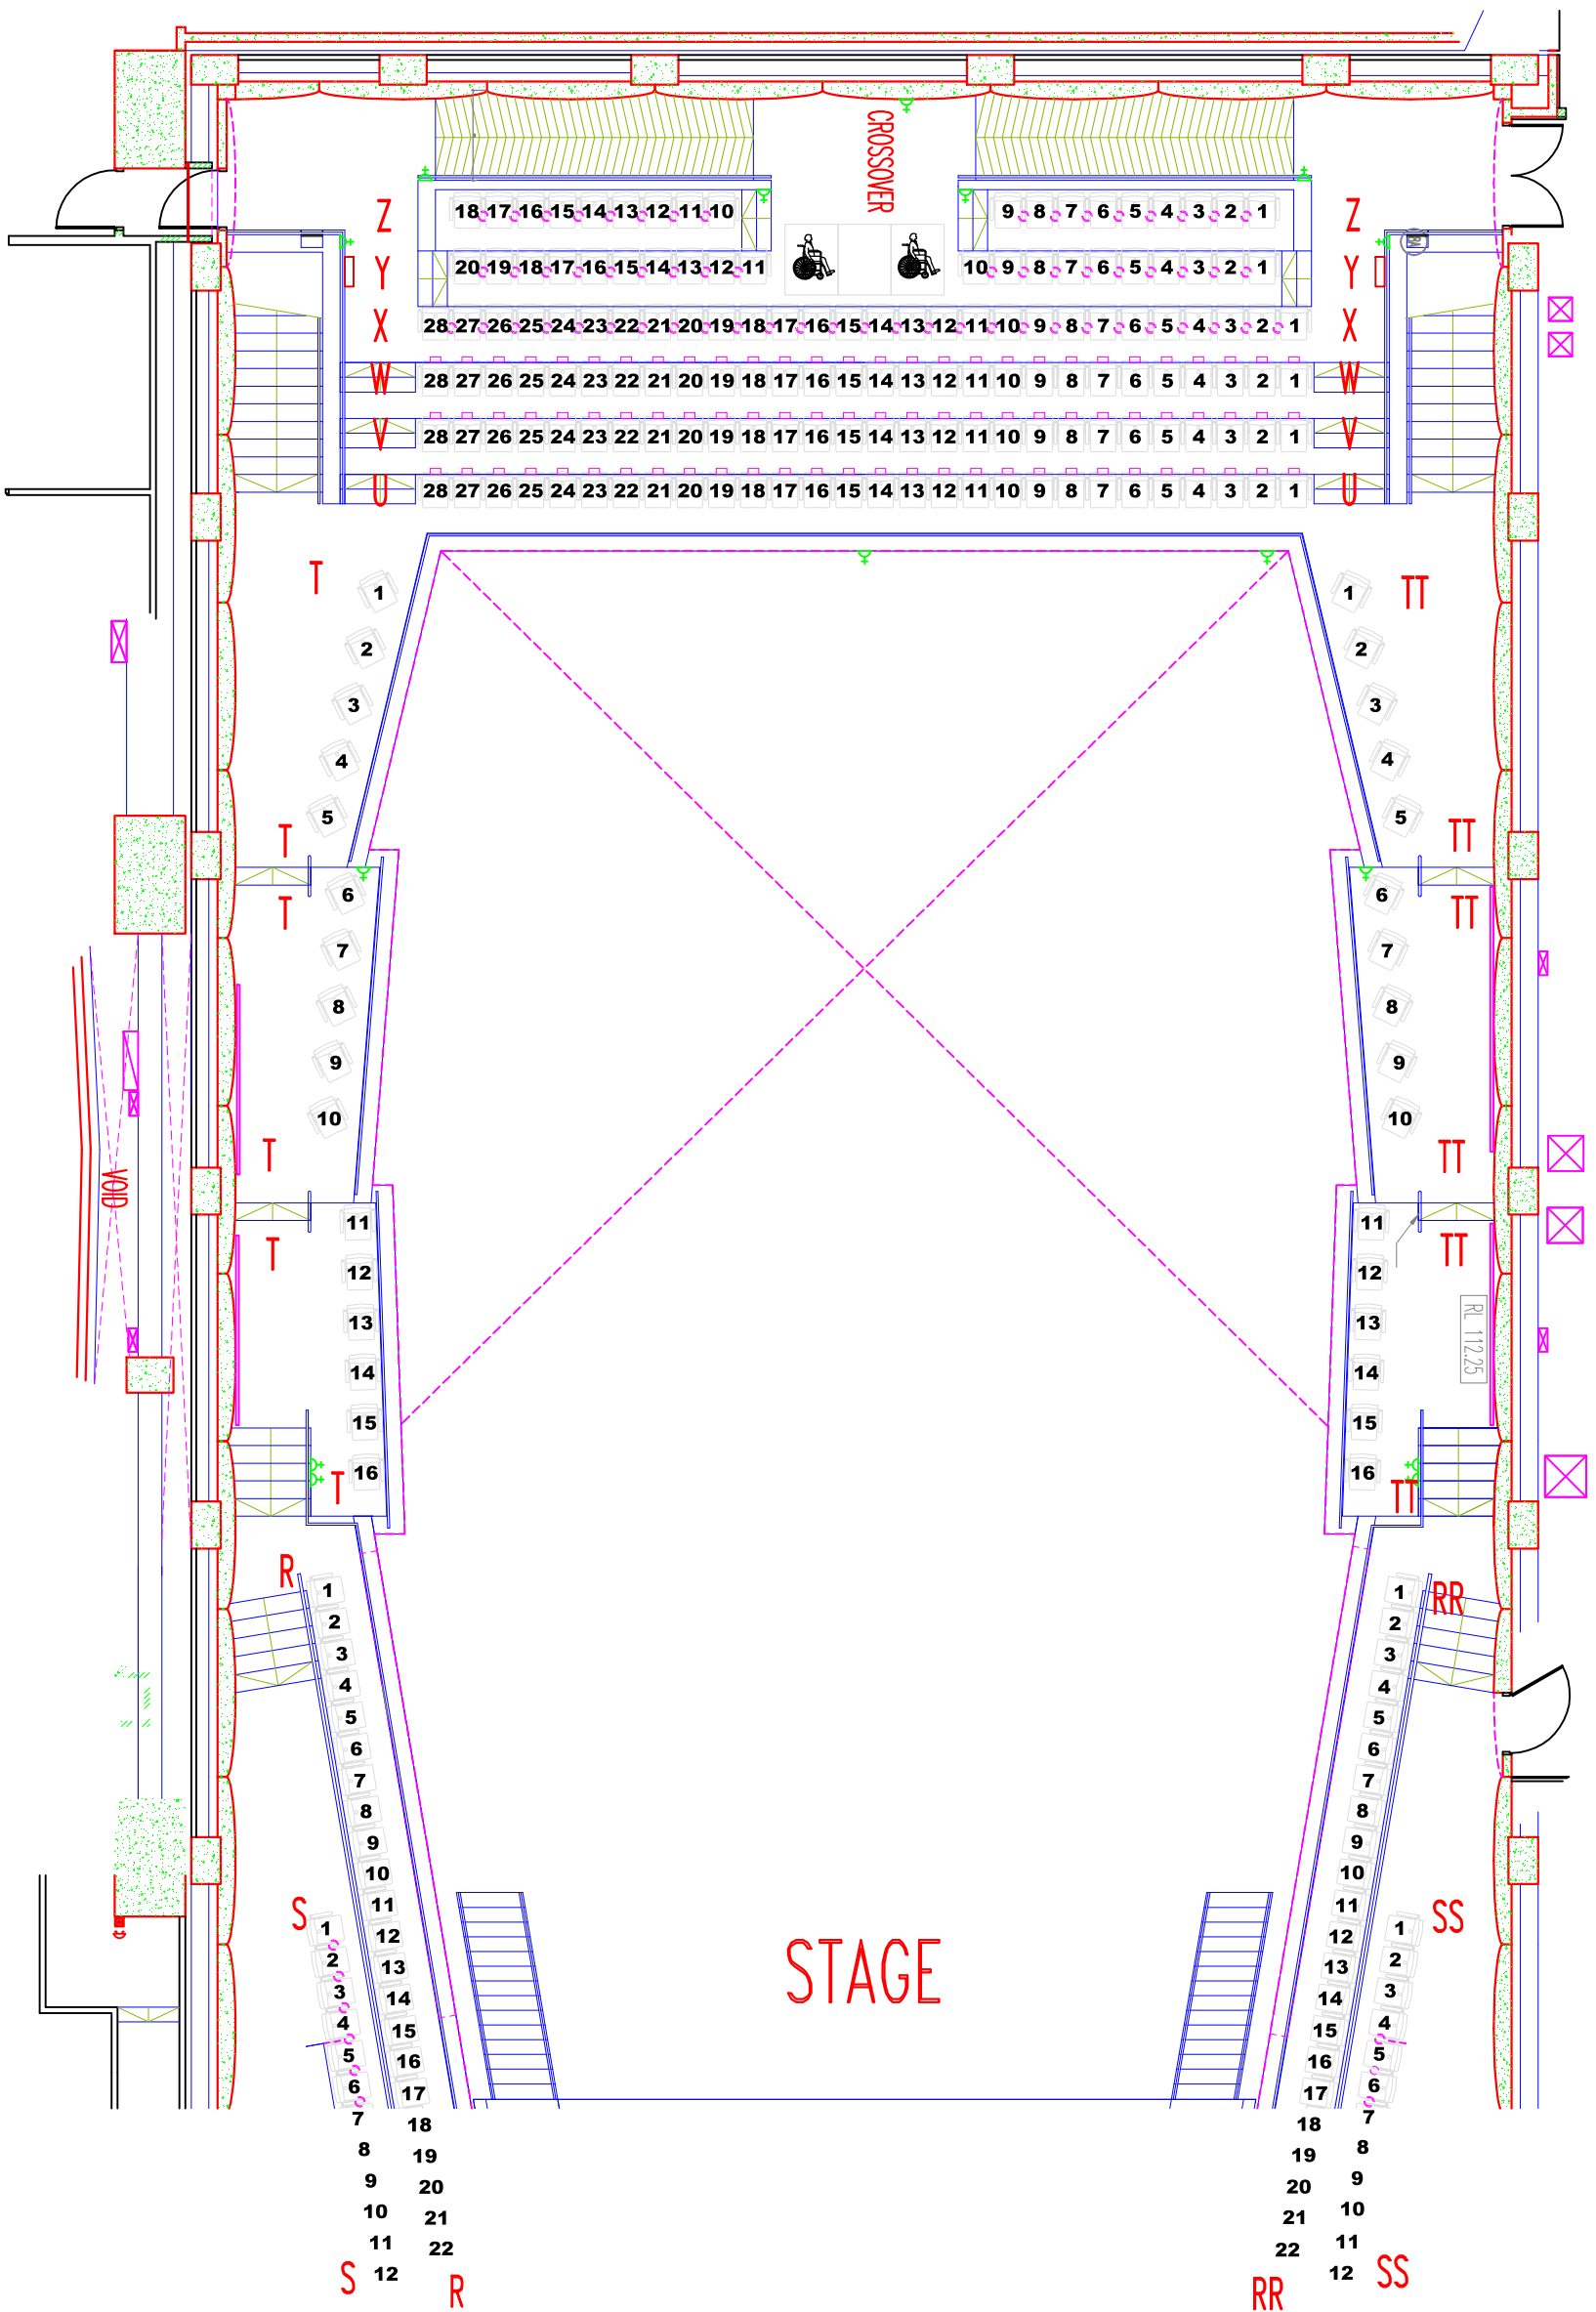 CROSSOVER
Z 18 17 16 15 14 13 12 11 10 9 8 7 6 5 4 3 2 1 Z
Y 20 19 18 17 16 15 14 13 12 11 10 9 8 7 6 5 4 3 2 1 Y
X 28 27 26 25 24 23 22 21 20 19 18 17 16 15 14 13 12 11 10 9 8 7 6 5 4 3 2 1 X
W 28 27 26 25 24 23 22 21 20 19 18 17 16 15 14 13 12 11 10 9 8 7 6 5 4 3 2 1 W
V 28 27 26 25 24 23 22 21 20 19 18 17 16 15 14 13 12 11 10 9 8 7 6 5 4 3 2 1 V
U 28 27 26 25 24 23 22 21 20 19 18 17 16 15 14 13 12 11 10 9 8 7 6 5 4 3 2 1 U
T 1 1 TT
2 2
3 3
4 4
5 5
T TT
6 6
T TT
7 7
8 8
9 9
10 10
T TT
VOID
11 11
T TT
12 12
13 13
RL 112.25
14 14
15 15
16 16
T TT
R 1 1 RR
2 2
3 3
4 4
5 5
6 6
7 7
8 8
9 9
10 10
11 11
S 1 12 12 1 SS
2 13 13 2
3 14 14 3
STAGE
4 15 15 4
5 16 16 5
6 17 17 6
7 18 18 7
8 19 19 8
9 20 20 9
10 21 21 10
11 22 22 11
S 12 12 SS
R RR